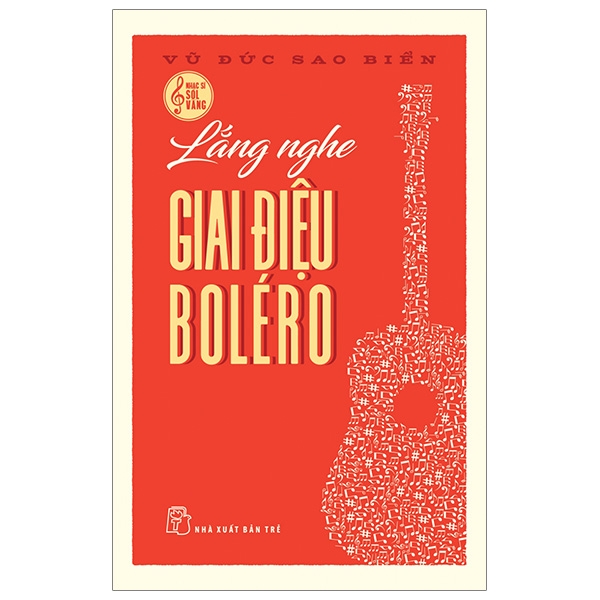 VŨ ĐỨC SAO BIỂN
NHẠC SĨ
SOL
VÀNG
Lắng nghe
GIAI ĐIỆU
BOLÉRO
NHÀ XUẤT BẢN TRẺ